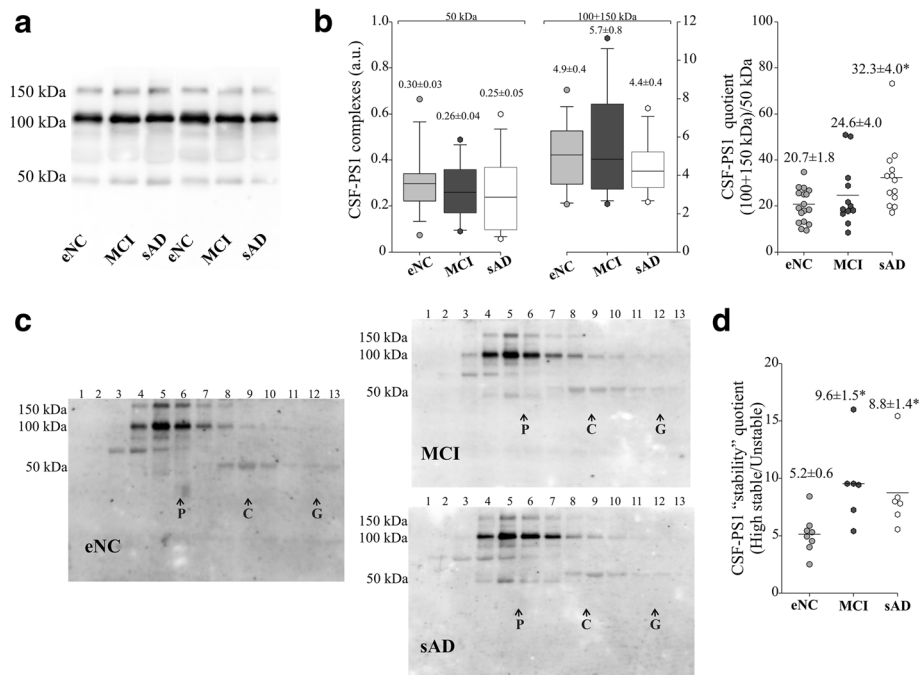 a
150 kDa
100 kDa
50 kDa
eNC MCI sAD eNC MCI sAD
b
50 kDa
100+150 kDa
CSF-PS1 complexes (a.u.)
1.0
0.8
0.6
0.4
0.2
0.0
0.30±0.03
0.26±0.04
0.25±0.05
4.9±0.4
5.7±0.8
4.4±0.4
12
10
8
6
4
2
0
eNC MCI sAD
eNC MCI sAD
CSF-PS1 quotient
(100+150 kDa)/50 kDa
100
80
60
40
20
0
20.7±1.8
24.6±4.0
32.3±4.0*
eNC MCI sAD
c
1 2 3 4 5 6 7 8 9 10 11 12 13
150 kDa
100 kDa
50 kDa
P C G
eNC
1 2 3 4 5 6 7 8 9 10 11 12 13
150 kDa
100 kDa
50 kDa
P C G
MCI
1 2 3 4 5 6 7 8 9 10 11 12 13
150 kDa
100 kDa
50 kDa
P C G
sAD
d
CSF-PS1 “stability” quotient
(High stable/Unstable)
20
15
10
5
0
5.2±0.6
9.6±1.5*
8.8±1.4*
eNC MCI sAD